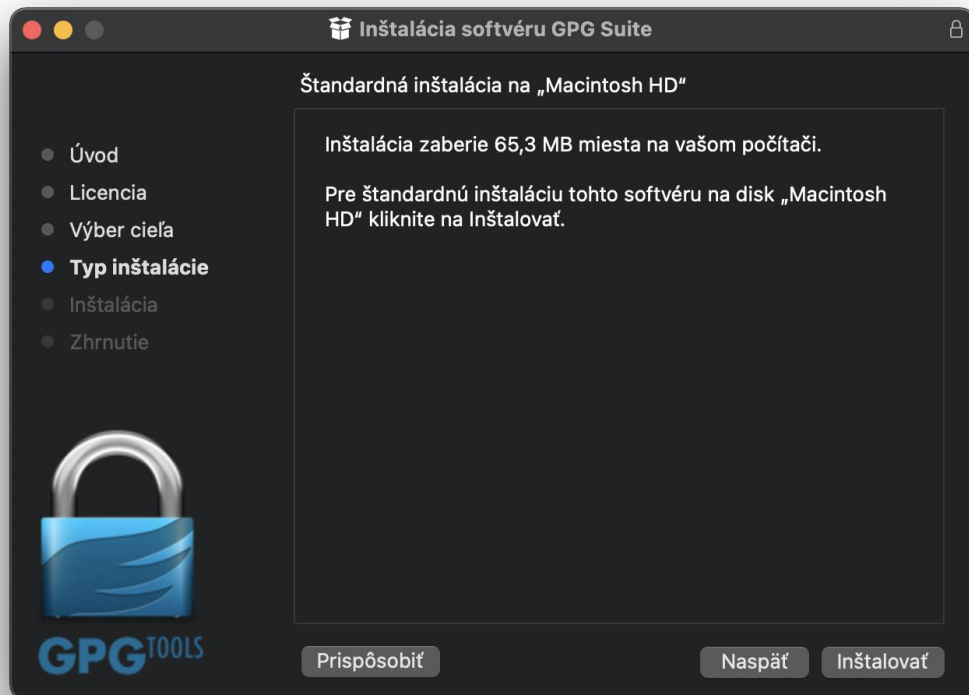 Inštalácia softvéru GPG Suite
Štandardná inštalácia na „Macintosh HD“
Úvod
Licencia
Výber cieľa
Typ inštalácie
Inštalácia
Zhrnutie
Inštalácia zaberie 65,3 MB miesta na vašom počítači.
Pre štandardnú inštaláciu tohto softvéru na disk „Macintosh
HD“ kliknite na Inštalovať.
GPGTOOLS
Prispôsobiť
Naspäť
Inštalovať